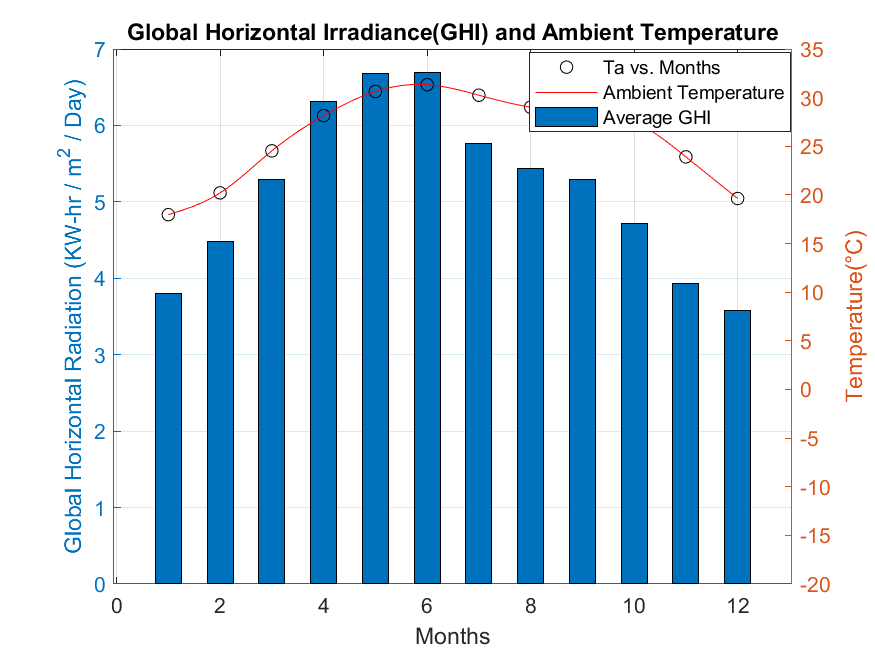 Global Horizontal Irradiance(GHI) and Ambient Temperature
Ta vs. Months
Ambient Temperature
Average GHI
Global Horizontal Radiation (KW-hr / m² / Day)
7
6
5
4
3
2
1
0
35
30
25
20
15
10
5
0
-5
-10
-15
-20
Temperature(°C)
0 2 4 6 8 10 12
Months